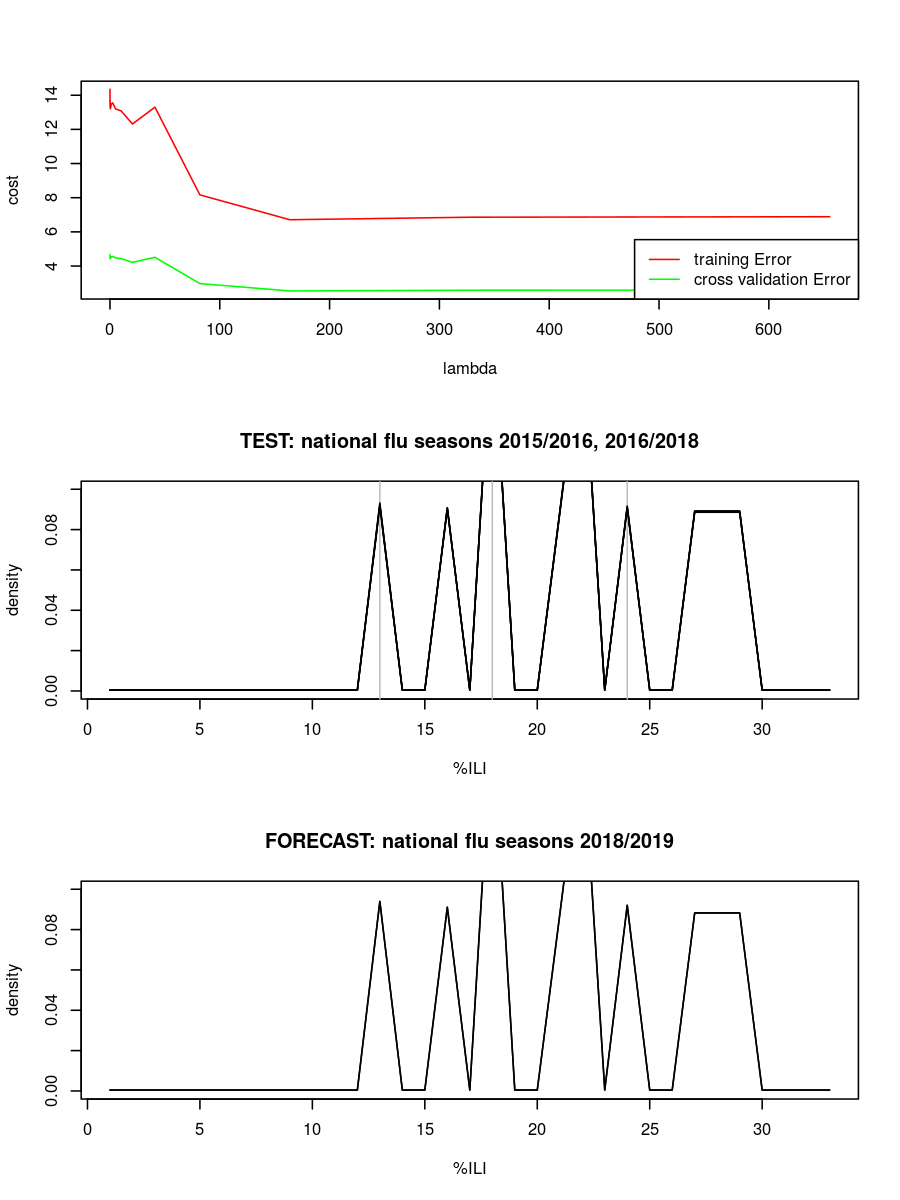 cost
14
12
10
8
6
4
training Error
cross validation Error
0 100 200 300 400 500 600
lambda
TEST: national flu seasons 2015/2016, 2016/2018
density
0.08
0.04
0.00
0 5 10 15 20 25 30
%ILI
FORECAST: national flu seasons 2018/2019
density
0.08
0.04
0.00
0 5 10 15 20 25 30
%ILI